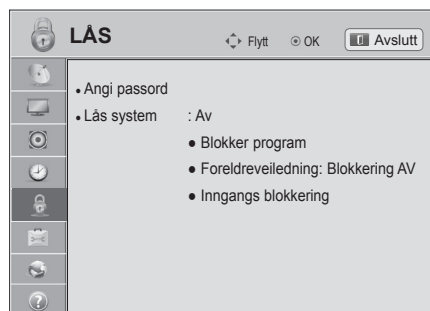 LÅS Flytt OK Avslutt
• Angi passord
• Lås system : Av
● Blokker program
● Foreldreveiledning: Blokkering AV
● Inngangs blokkering
?